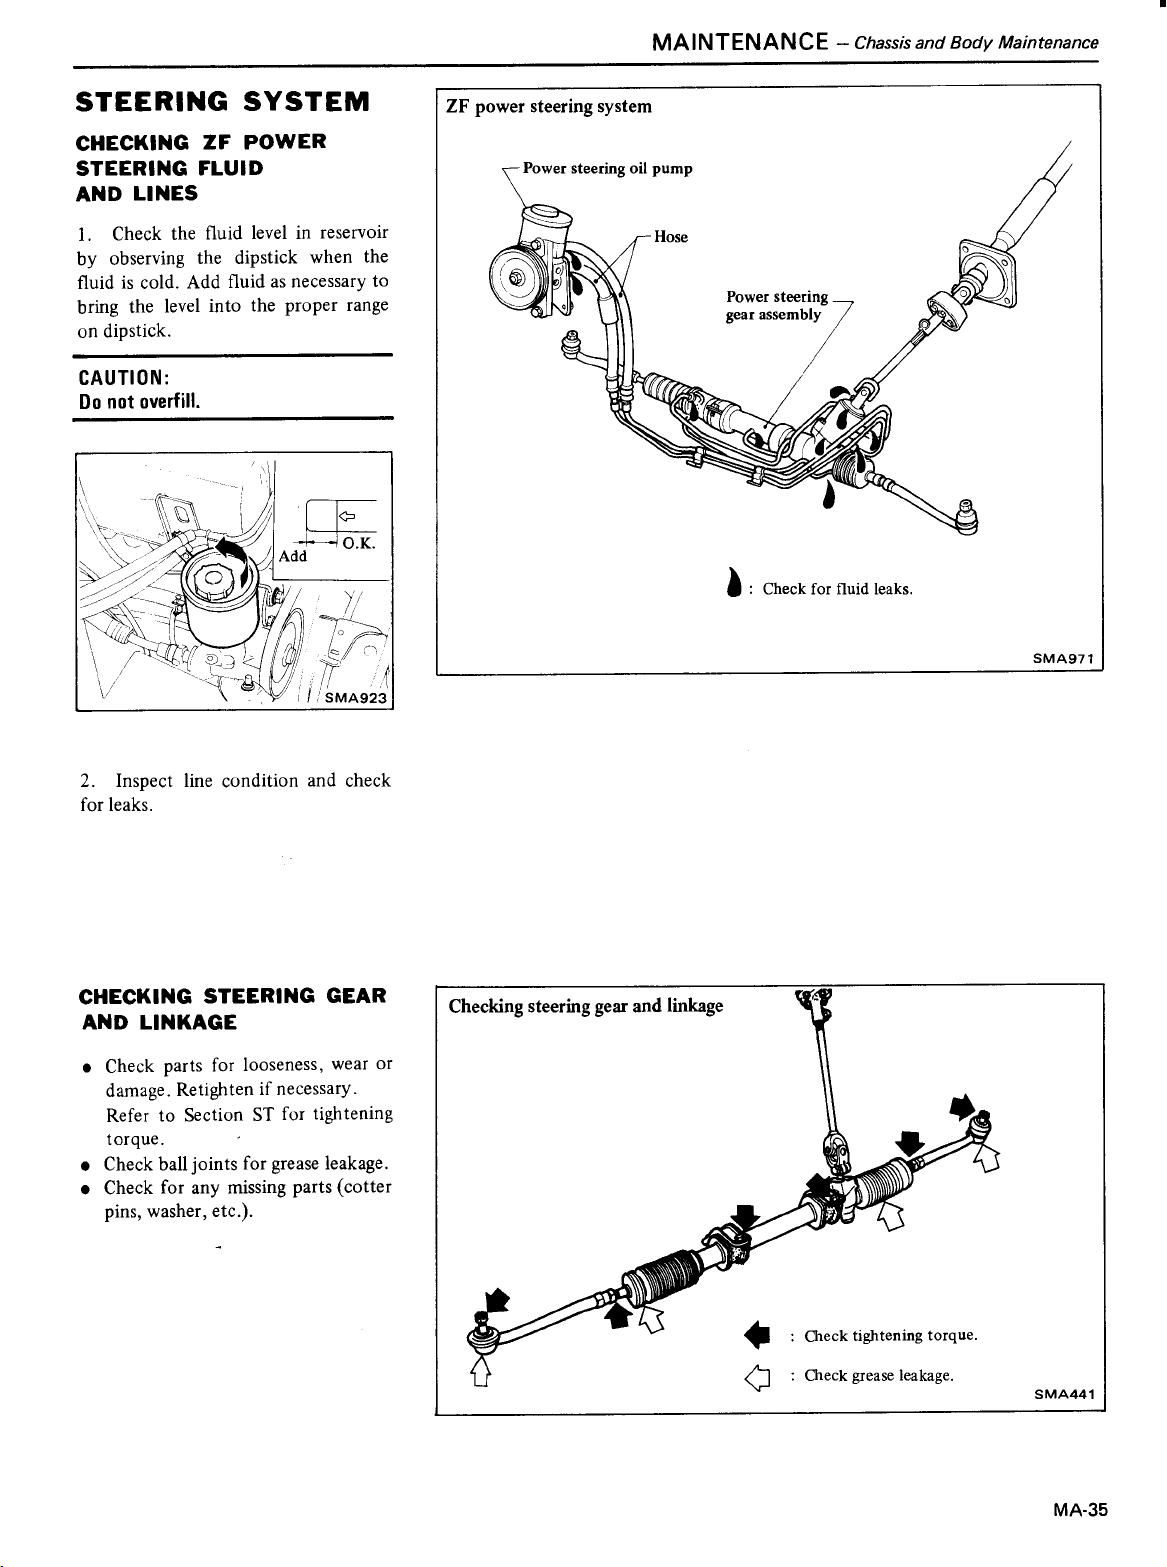 MAINTENANCE – Chassis and Body Maintenance
STEERING SYSTEM
CHECKING ZF POWER
STEERING FLUID
AND LINES
1. Check the fluid level in reservoir
by observing the dipstick when the
fluid is cold. Add fluid as necessary to
bring the level into the proper range
on dipstick.
CAUTION:
Do not overfill.
Add
O.K.
SMA923
2. Inspect line condition and check
for leaks.
ZF power steering system
Power steering oil pump
Hose
Power steering
gear assembly
: Check for fluid leaks.
SMA971
CHECKING STEERING GEAR
AND LINKAGE
• Check parts for looseness, wear or
damage. Retighten if necessary.
Refer to Section ST for tightening
torque.
• Check ball joints for grease leakage.
• Check for any missing parts (cotter
pins, washer, etc.).
Checking steering gear and linkage
: Check tightening torque.
: Check grease leakage.
SMA441
MA-35